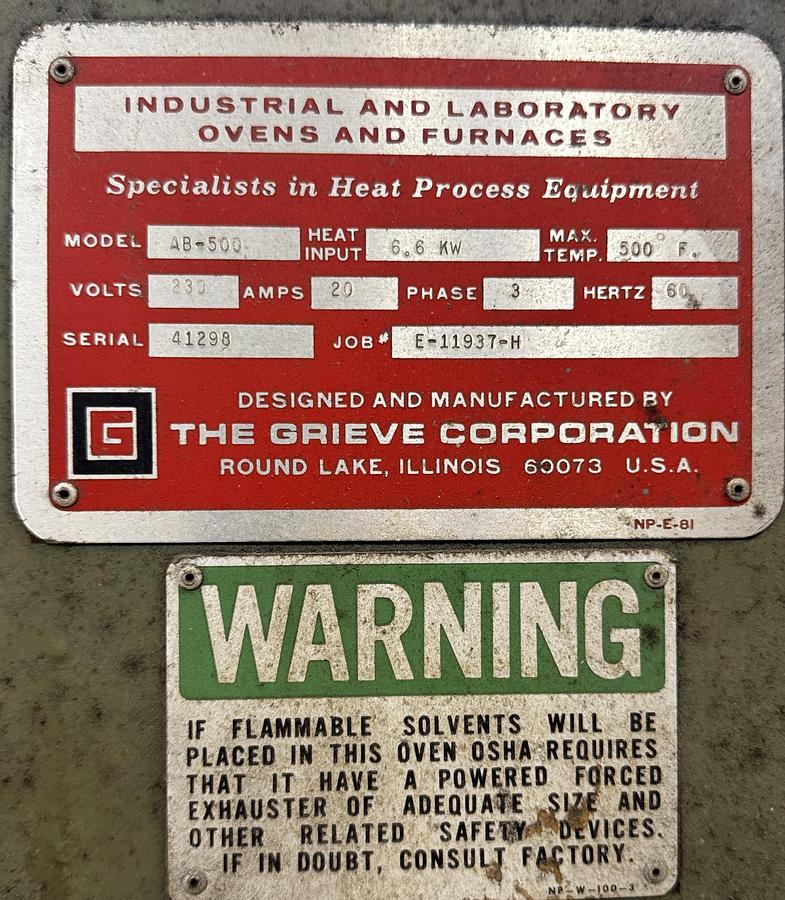 INDUSTRIAL AND LABORATORY
OVENS AND FURNACES
Specialists in Heat Process Equipment
MODEL AB-500 HEAT INPUT 6.6 KW MAX. TEMP. 500° F.
VOLTS 230 AMPS 20 PHASE 3 HERTZ 60
SERIAL 41298 JOB# E-11937-H
DESIGNED AND MANUFACTURED BY
G THE GRIEVE CORPORATION
ROUND LAKE, ILLINOIS 60073 U.S.A.
NP-E-81
WARNING
IF FLAMMABLE SOLVENTS WILL BE
PLACED IN THIS OVEN OSHA REQUIRES
THAT IT HAVE A POWERED FORCED
EXHAUSTER OF ADEQUATE SIZE AND
OTHER RELATED SAFETY DEVICES.
IF IN DOUBT, CONSULT FACTORY.
NP-W-100-3